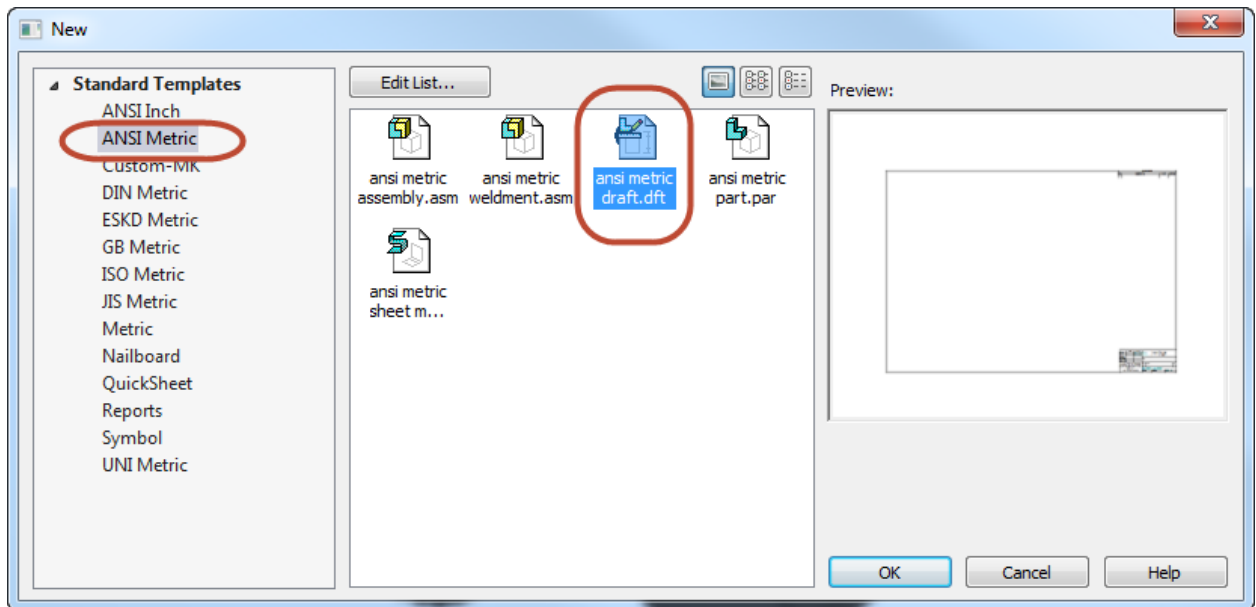 New
Standard Templates
ANSI Inch
ANSI Metric
Custom-MK
DIN Metric
ESKD Metric
GB Metric
ISO Metric
JIS Metric
Metric
Nailboard
QuickSheet
Reports
Symbol
UNI Metric
Edit List...
ansi metric
assembly.asm
ansi metric
weldment.asm
ansi metric
draft.dft
ansi metric
part.par
ansi metric
sheet m...
Preview:
OK
Cancel
Help